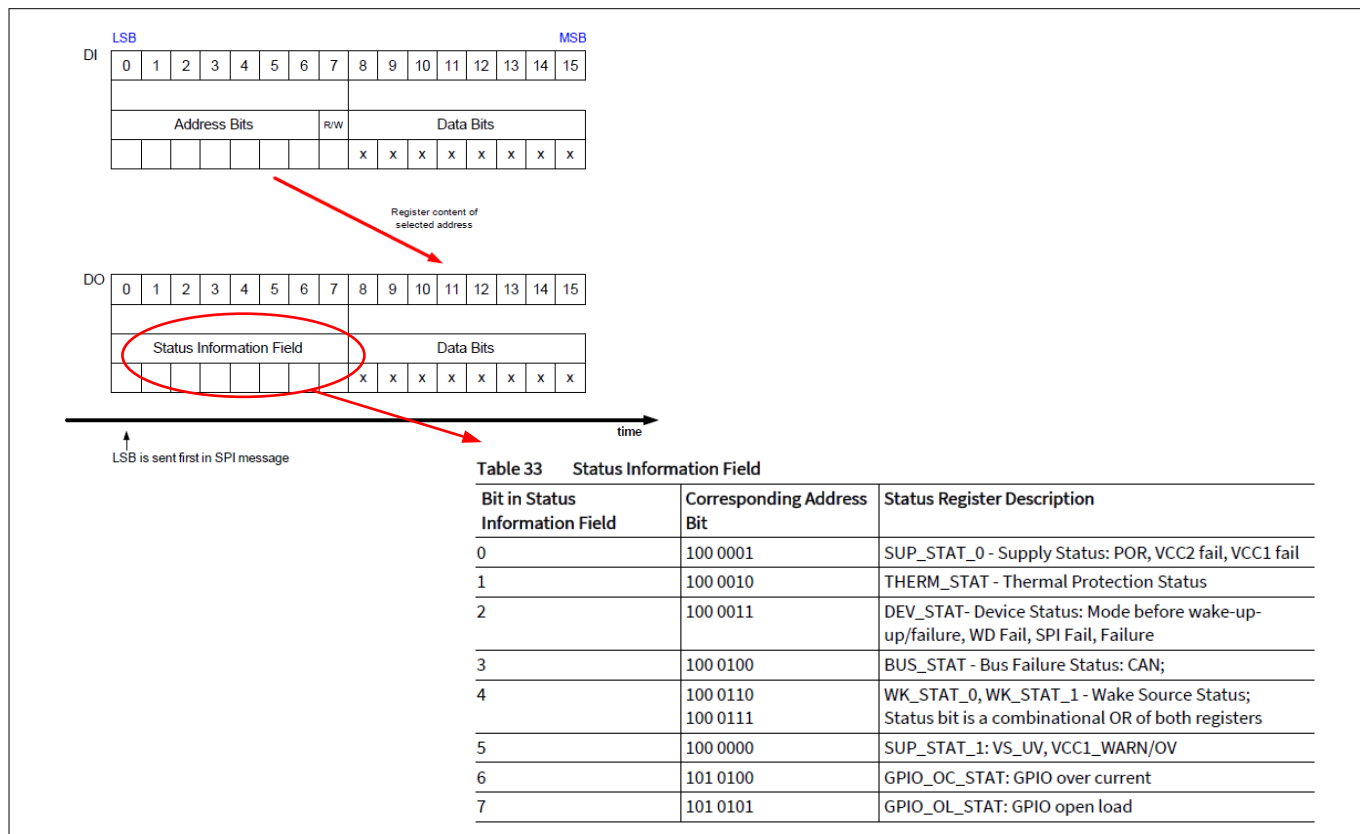 LSB MSB
DI 0 1 2 3 4 5 6 7 8 9 10 11 12 13 14 15
Address Bits R/W Data Bits
x x x x x x x x
Register content of
selected address
DO 0 1 2 3 4 5 6 7 8 9 10 11 12 13 14 15
Status Information Field Data Bits
x x x x x x x x
time
LSB is sent first in SPI message
Table 33 Status Information Field
Bit in Status Corresponding Address Status Register Description
Information Field Bit
0 100 0001 SUP_STAT_0 - Supply Status: POR, VCC2 fail, VCC1 fail
1 100 0010 THERM_STAT - Thermal Protection Status
2 100 0011 DEV_STAT- Device Status: Mode before wake-up-
up/failure, WD Fail, SPI Fail, Failure
3 100 0100 BUS_STAT - Bus Failure Status: CAN;
4 100 0110 WK_STAT_0, WK_STAT_1 - Wake Source Status;
100 0111 Status bit is a combinational OR of both registers
5 100 0000 SUP_STAT_1: VS_UV, VCC1_WARN/OV
6 101 0100 GPIO_OC_STAT: GPIO over current
7 101 0101 GPIO_OL_STAT: GPIO open load